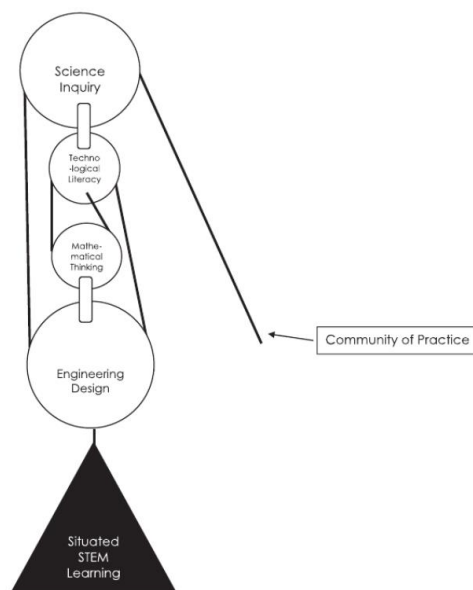 Science
Inquiry
Techno
-logical
Literacy
Mathe-
matical
Thinking
Community of Practice
Engineering
Design
Situated
STEM
Learning